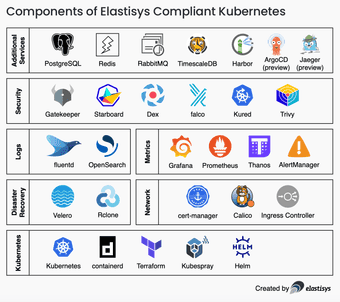 Components of Elastisys Compliant Kubernetes
Additional
Services
PostgreSQL
Redis
RabbitMQ
TimescaleDB
Harbor
ArgoCD
(preview)
Jaeger
(preview)
Security
Gatekeeper
Starboard
Dex
falco
Kured
Trivy
Logs
fluentd
OpenSearch
Metrics
Grafana
Prometheus
Thanos
AlertManager
Disaster
Recovery
Velero
Rclone
Network
cert-manager
Calico
Ingress Controller
Kubernetes
Kubernetes
containerd
Terraform
Kubespray
HELM
Helm
Created by elastisys